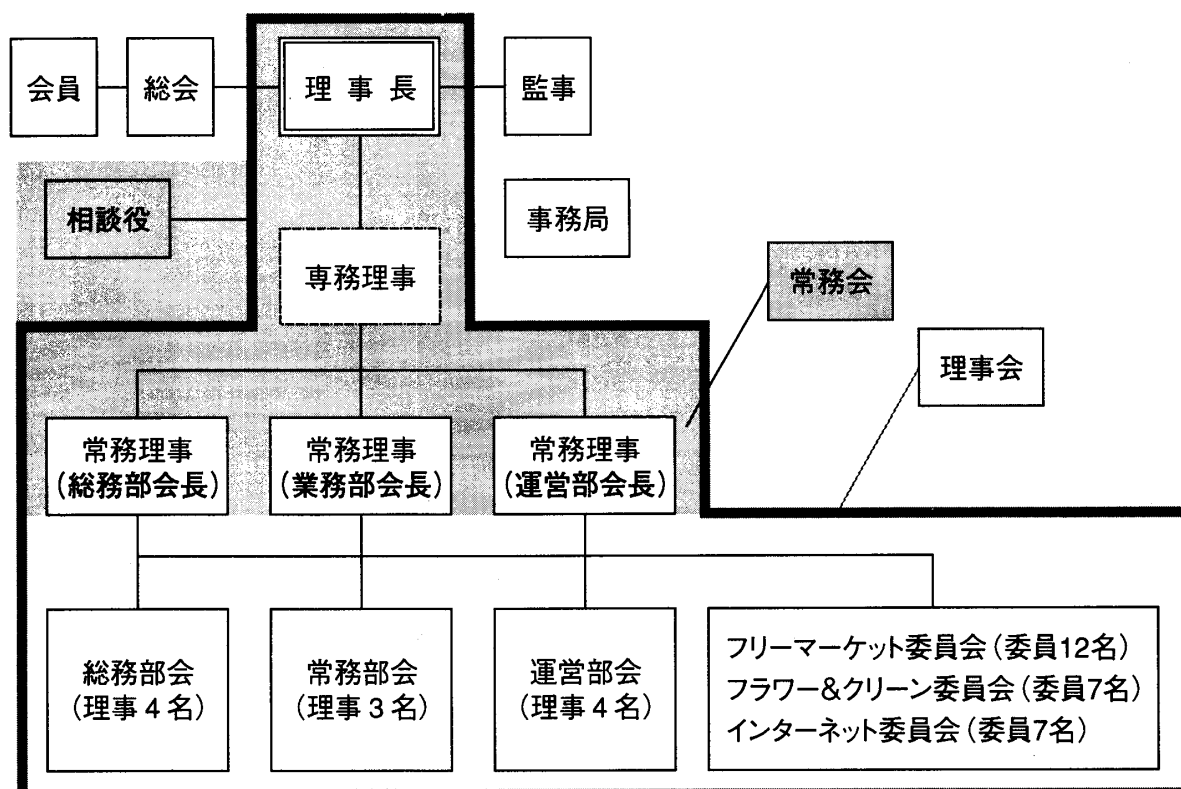 会員
総会
理事長
監事
相談役
事務局
専務理事
常務会
理事会
常務理事
(総務部会長)
常務理事
(業務部会長)
常務理事
(運営部会長)
総務部会
(理事4名)
常務部会
(理事3名)
運営部会
(理事4名)
フリーマーケット委員会(委員12名)
フラワー&クリーン委員会(委員7名)
インターネット委員会(委員7名)